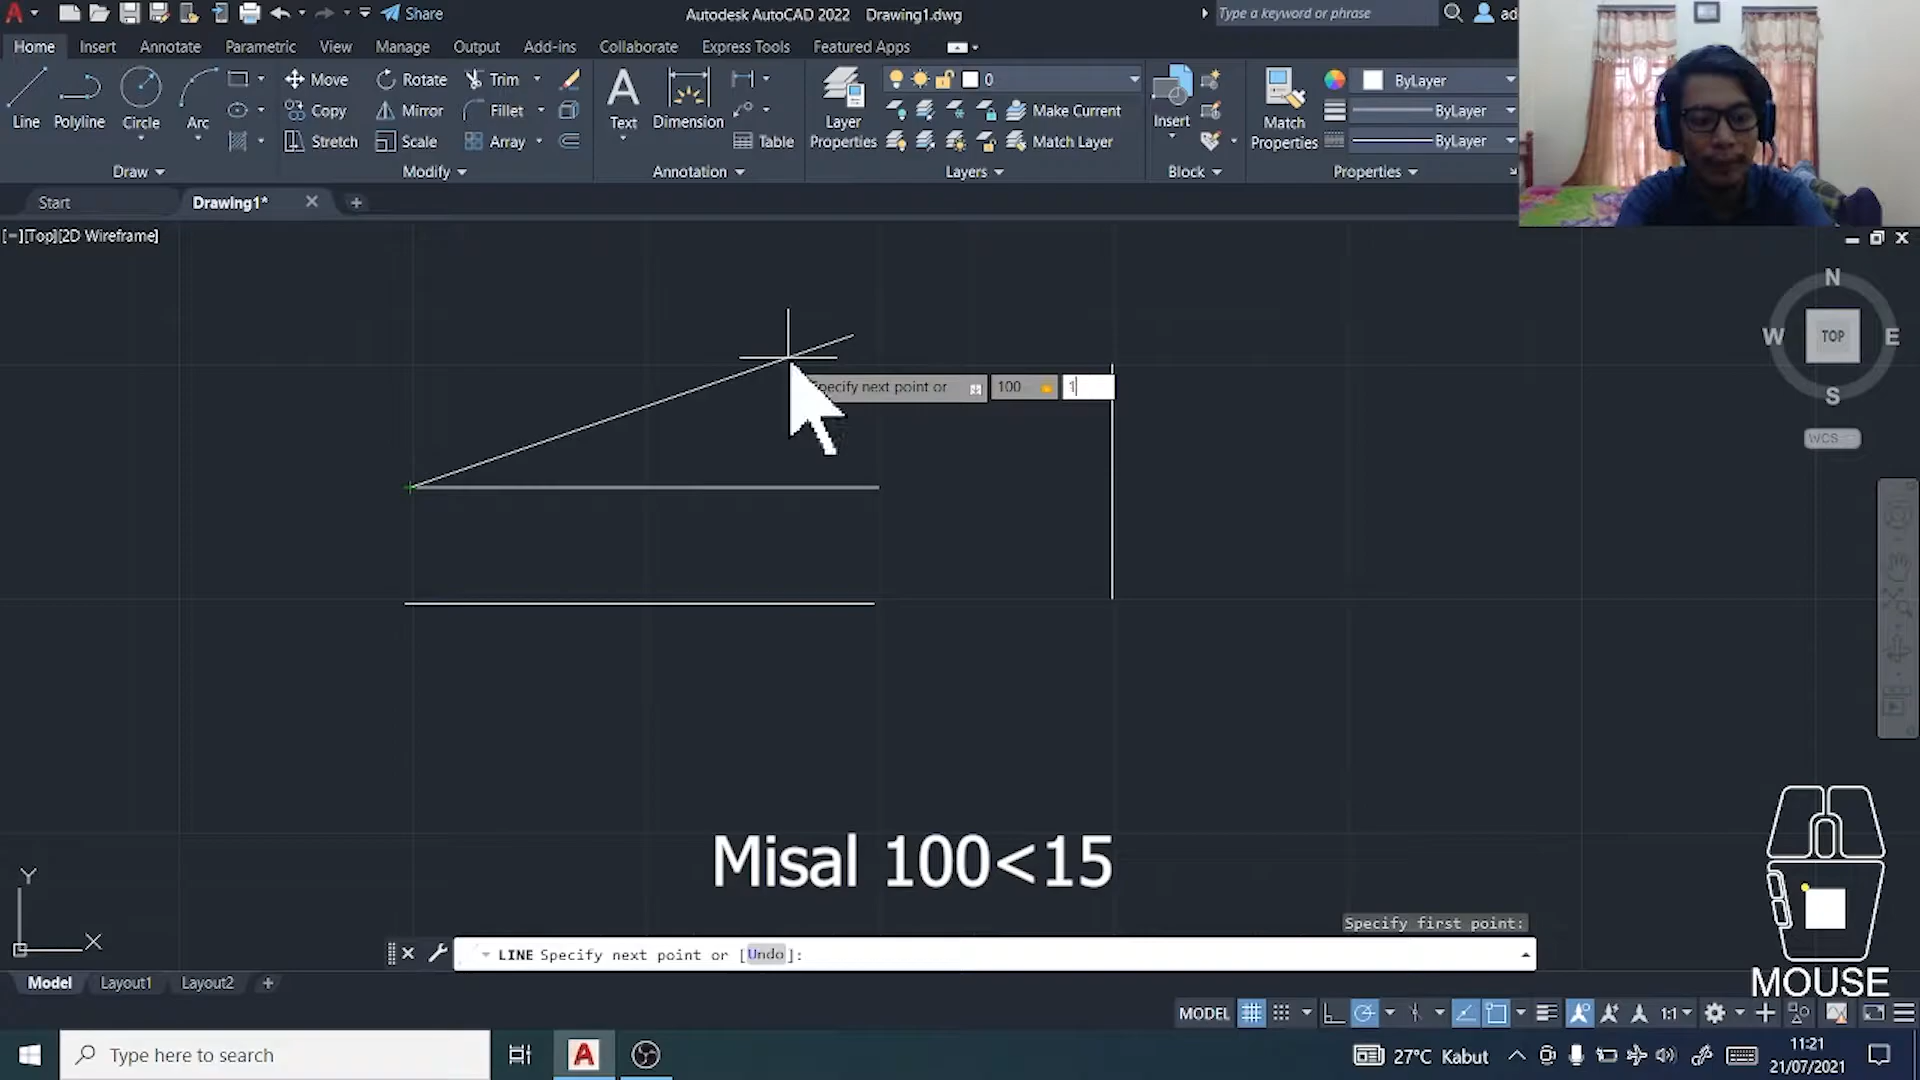 Share
Autodesk AutoCAD 2022 Drawing1.dwg
Type a keyword or phrase
ad
Home Insert Annotate Parametric View Manage Output Add-ins Collaborate Express Tools Featured Apps
Line Polyline Circle Arc
Move Rotate Trim
Copy Mirror Fillet
Stretch Scale Array
Text Dimension
Table
Layer Properties
0
Make Current
Match Layer
Insert
Match Properties
ByLayer
ByLayer
ByLayer
Draw Modify Annotation Layers Block Properties
Start Drawing1*
[−][Top][2D Wireframe]
N
W TOP E
S
WCS
Specify next point or 100 1
Misal 100<15
Y
X
Specify first point:
LINE Specify next point or [Undo]:
MOUSE
Model Layout1 Layout2
MODEL 1:1
Type here to search
27°C Kabut
11:21
21/07/2021